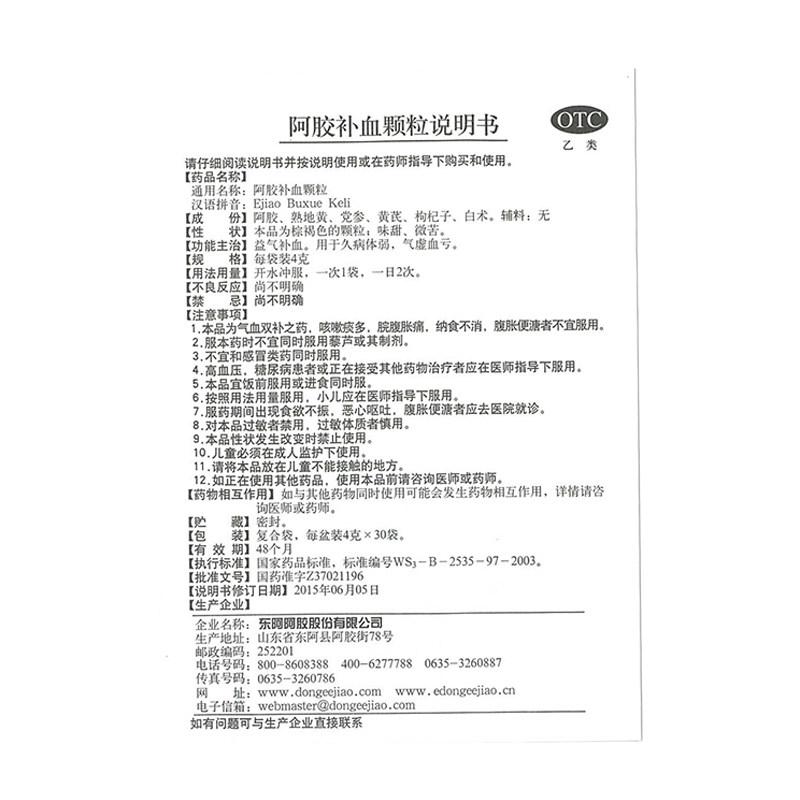 阿胶补血颗粒说明书
OTC
乙类
请仔细阅读说明书并按说明使用或在药师指导下购买和使用。
【药品名称】
通用名称：阿胶补血颗粒
汉语拼音：Ejiao Buxue Keli
【成　份】阿胶、熟地黄、党参、黄芪、枸杞子、白术。辅料：无
【性　状】本品为棕褐色的颗粒；味甜、微苦。
【功能主治】益气补血。用于久病体弱，气虚血亏。
【规　格】每袋装4克
【用法用量】开水冲服，一次1袋，一日2次。
【不良反应】尚不明确
【禁　忌】尚不明确
【注意事项】
1.本品为气血双补之药，咳嗽痰多，脘腹胀痛，纳食不消，腹胀便溏者不宜服用。
2.服本药时不宜同时服用藜芦或其制剂。
3.不宜和感冒类药同时服用。
4.高血压，糖尿病患者或正在接受其他药物治疗者应在医师指导下服用。
5.本品宜饭前服用或进食同时服。
6.按照用法用量服用，小儿应在医师指导下服用。
7.服药期间出现食欲不振，恶心呕吐，腹胀便溏者应去医院就诊。
8.对本品过敏者禁用，过敏体质者慎用。
9.本品性状发生改变时禁止使用。
10.儿童必须在成人监护下使用。
11.请将本品放在儿童不能接触的地方。
12.如正在使用其他药品，使用本品前请咨询医师或药师。
【药物相互作用】如与其他药物同时使用可能会发生药物相互作用，详情请咨
询医师或药师。
【贮　藏】密封。
【包　装】复合袋，每盆装4克×30袋。
【有 效 期】48个月
【执行标准】国家药品标准，标准编号WS3－B－2535－97－2003。
【批准文号】国药准字Z37021196
【说明书修订日期】2015年06月05日
【生产企业】
企业名称：东阿阿胶股份有限公司
生产地址：山东省东阿县阿胶街78号
邮政编码：252201
电话号码：800-8608388 400-6277788 0635-3260887
传真号码：0635-3260786
网　址：www.dongeejiao.com www.edongeejiao.cn
电子信箱：webmaster@dongeejiao.com
如有问题可与生产企业直接联系